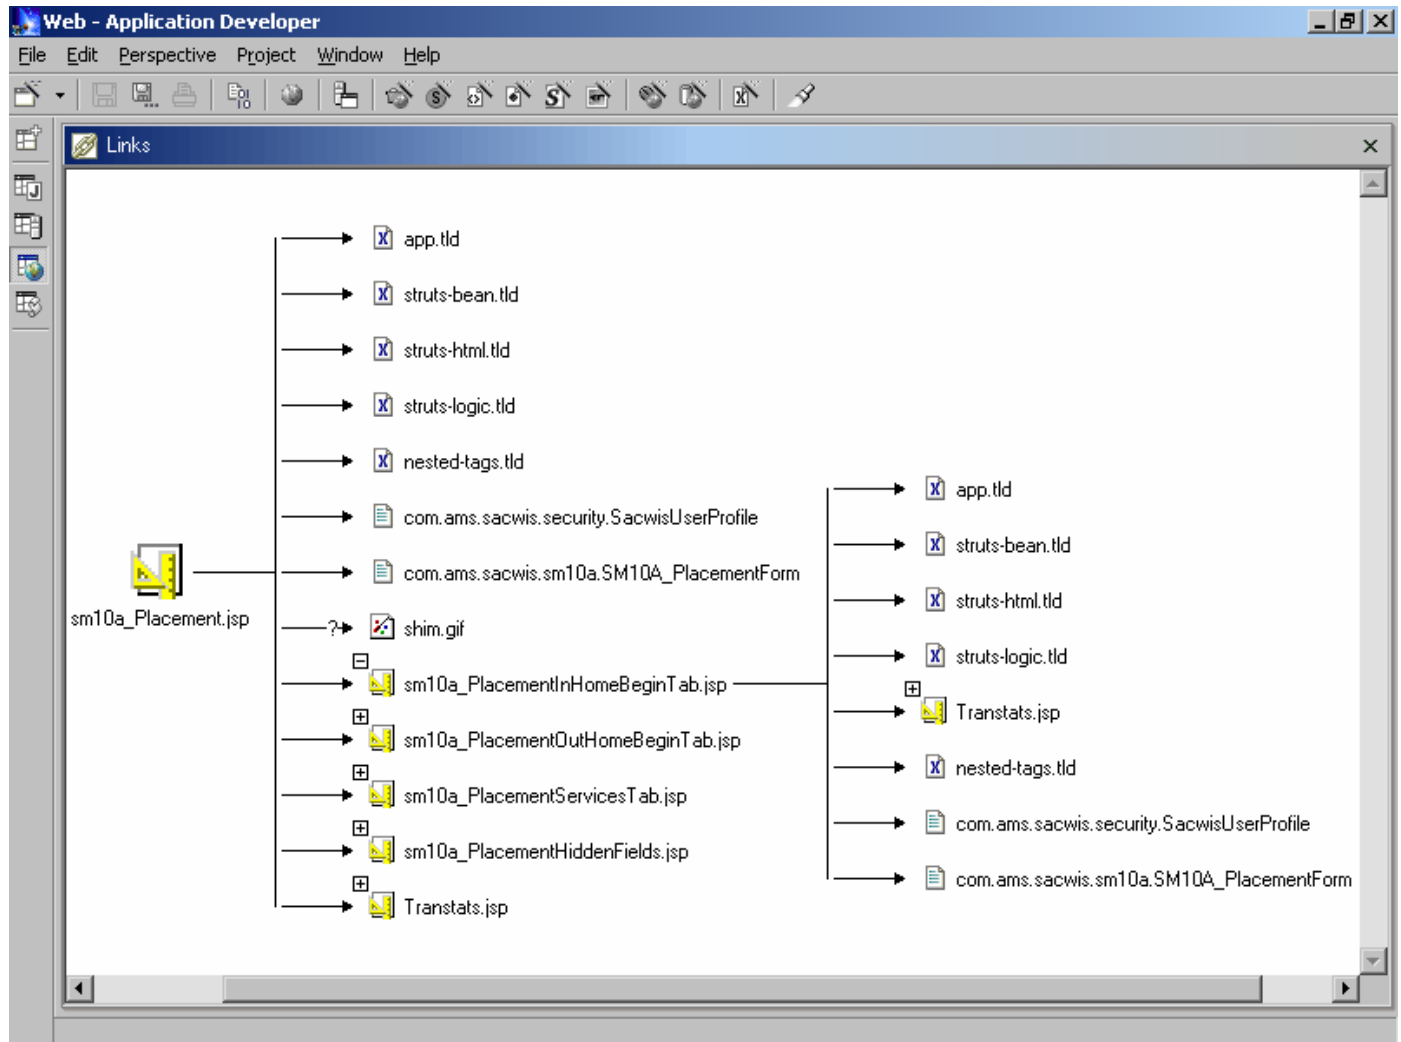 Web - Application Developer
File Edit Perspective Project Window Help
Links
app.tld
struts-bean.tld
struts-html.tld
struts-logic.tld
nested-tags.tld
com.ams.sacwis.security.SacwisUserProfile
com.ams.sacwis.sm10a.SM10A_PlacementForm
sm10a_Placement.jsp
? shim.gif
sm10a_PlacementInHomeBeginTab.jsp
sm10a_PlacementOutHomeBeginTab.jsp
sm10a_PlacementServicesTab.jsp
sm10a_PlacementHiddenFields.jsp
Transtats.jsp
app.tld
struts-bean.tld
struts-html.tld
struts-logic.tld
Transtats.jsp
nested-tags.tld
com.ams.sacwis.security.SacwisUserProfile
com.ams.sacwis.sm10a.SM10A_PlacementForm